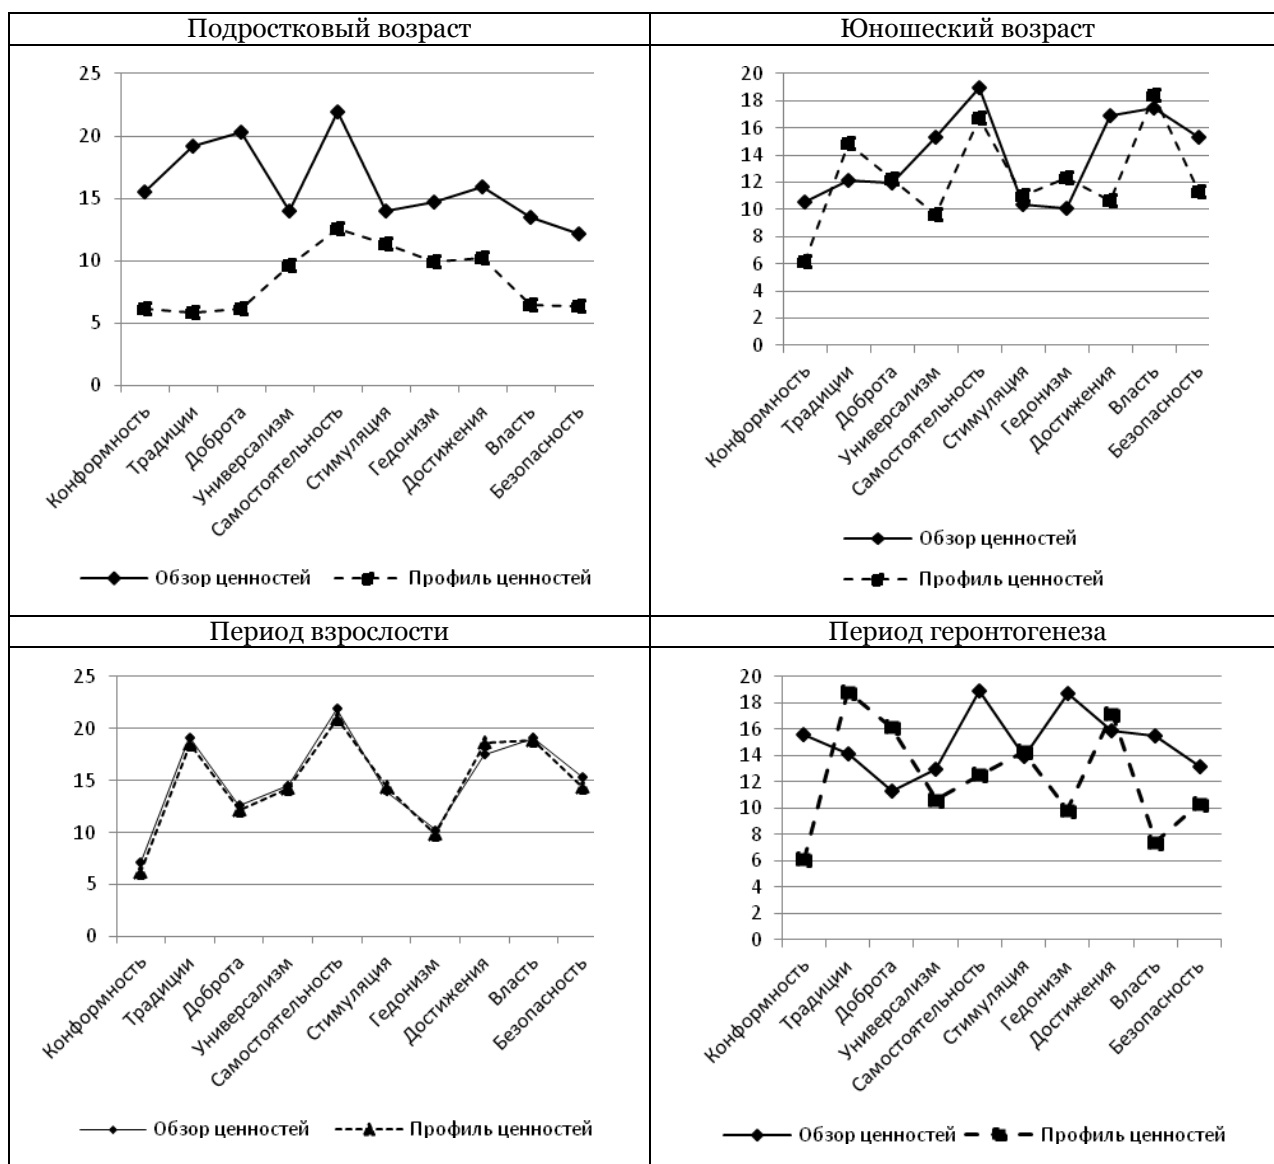 Подростковый возраст
25
20
15
10
5
0
Конформность
Традиции
Доброта
Универсализм
Самостоятельность
Стимуляция
Гедонизм
Достижения
Власть
Безопасность
Обзор ценностей
Профиль ценностей
Юношеский возраст
20
18
16
14
12
10
8
6
4
2
0
Конформность
Традиции
Доброта
Универсализм
Самостоятельность
Стимуляция
Гедонизм
Достижения
Власть
Безопасность
Обзор ценностей
Профиль ценностей
Период взрослости
25
20
15
10
5
0
Конформность
Традиции
Доброта
Универсализм
Самостоятельность
Стимуляция
Гедонизм
Достижения
Власть
Безопасность
Обзор ценностей
Профиль ценностей
Период геронтогенеза
20
18
16
14
12
10
8
6
4
2
0
Конформность
Традиции
Доброта
Универсализм
Самостоятельность
Стимуляция
Гедонизм
Достижения
Власть
Безопасность
Обзор ценностей
Профиль ценностей